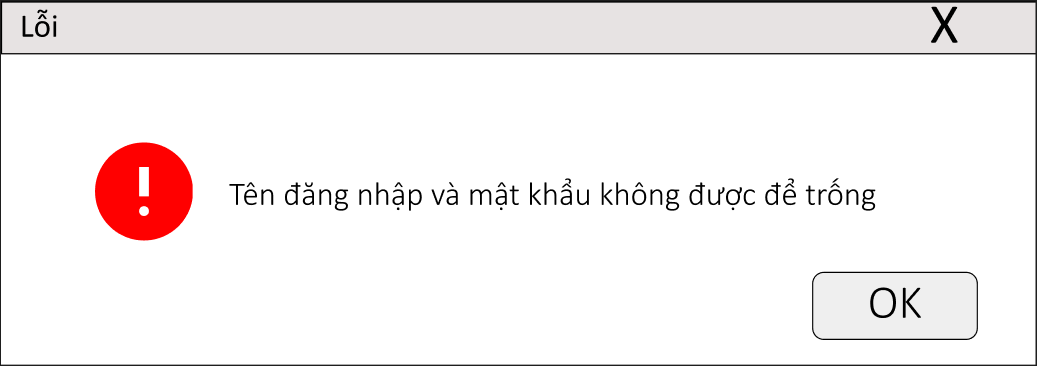 Lỗi X
Tên đăng nhập và mật khẩu không được để trống
OK